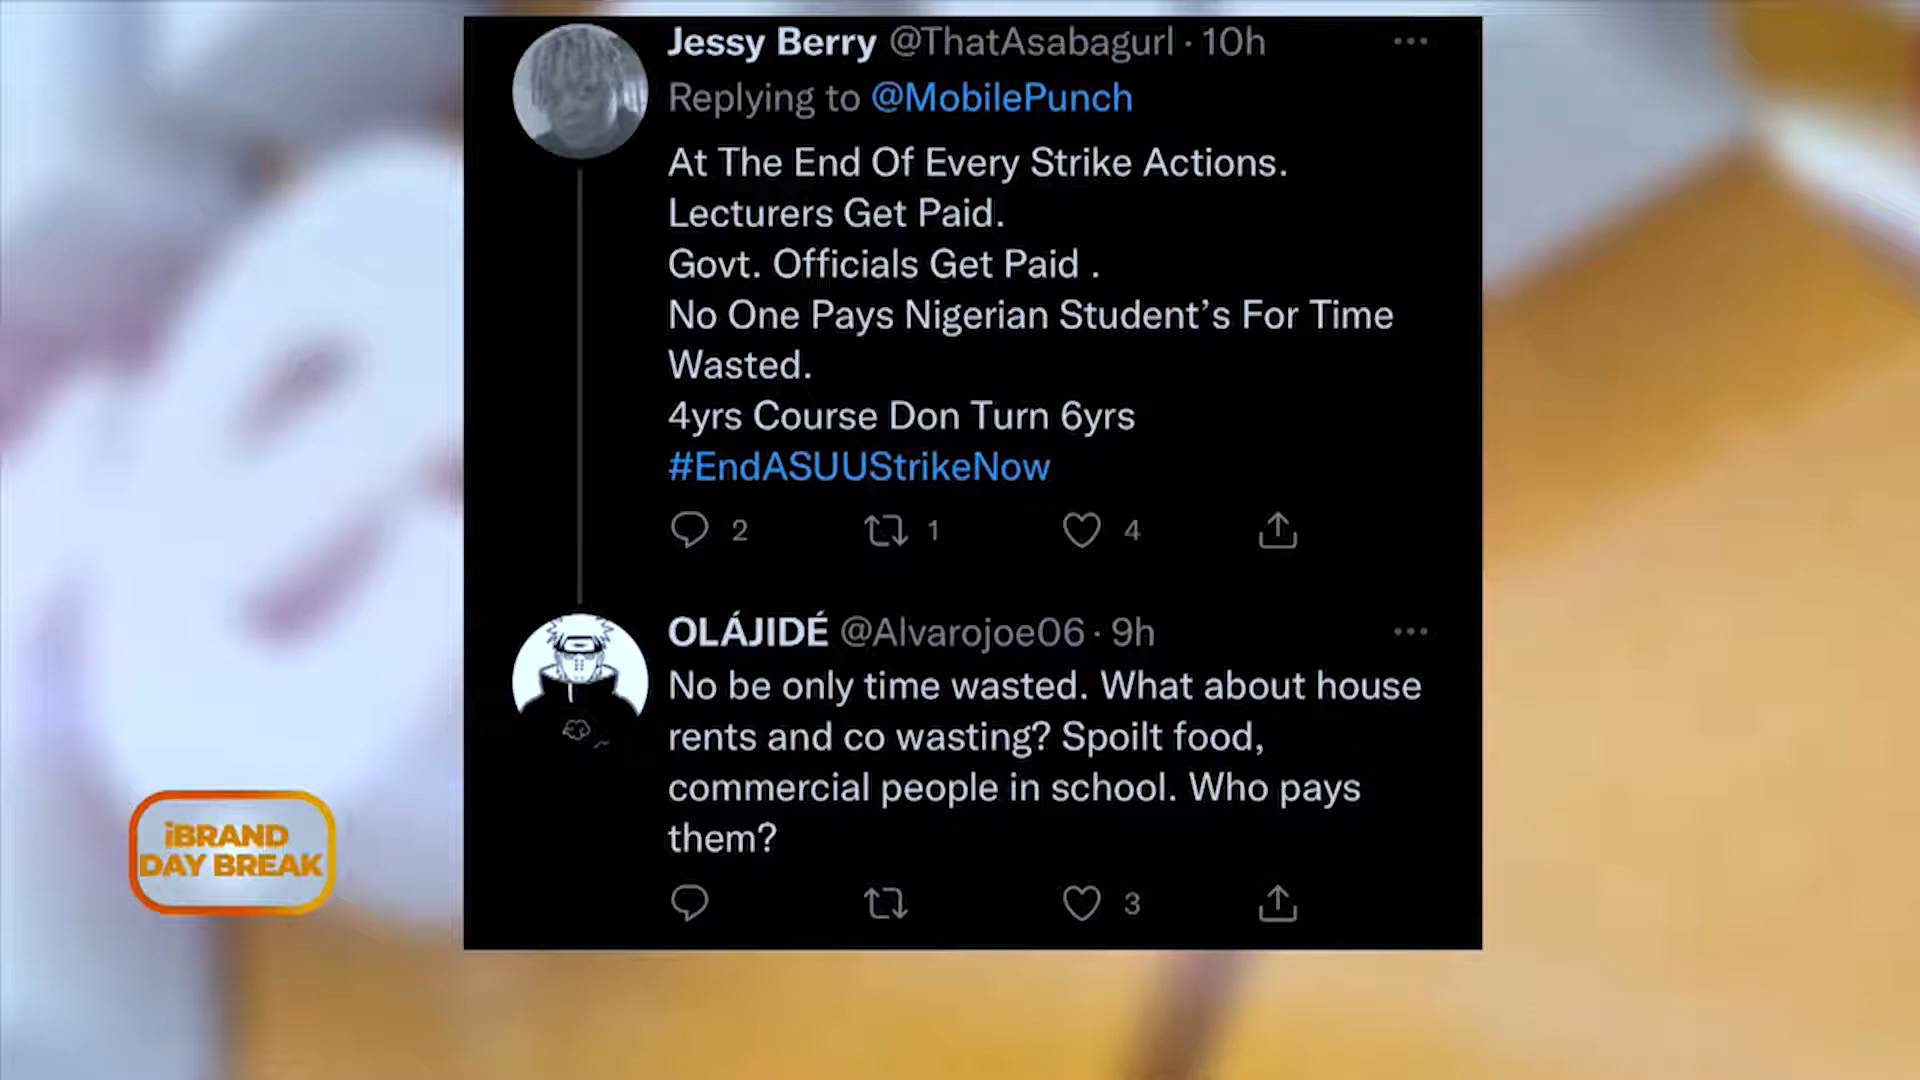 Jessy Berry @ThatAsabagurl · 10h
Replying to @MobilePunch
At The End Of Every Strike Actions.
Lecturers Get Paid.
Govt. Officials Get Paid .
No One Pays Nigerian Student’s For Time
Wasted.
4yrs Course Don Turn 6yrs
#EndASUUStrikeNow
2 1 4
OLÁJIDÉ @Alvarojoe06 · 9h
No be only time wasted. What about house
rents and co wasting? Spoilt food,
commercial people in school. Who pays
them?
3
iBRAND
DAY BREAK